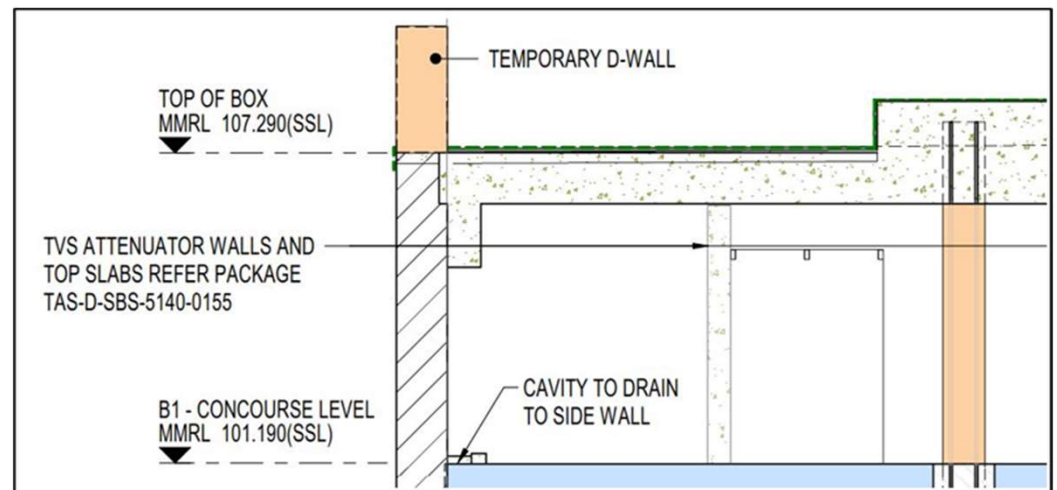 TEMPORARY D-WALL
TOP OF BOX
MMRL 107.290(SSL)
TVS ATTENUATOR WALLS AND
TOP SLABS REFER PACKAGE
TAS-D-SBS-5140-0155
CAVITY TO DRAIN
TO SIDE WALL
B1 - CONCOURSE LEVEL
MMRL 101.190(SSL)